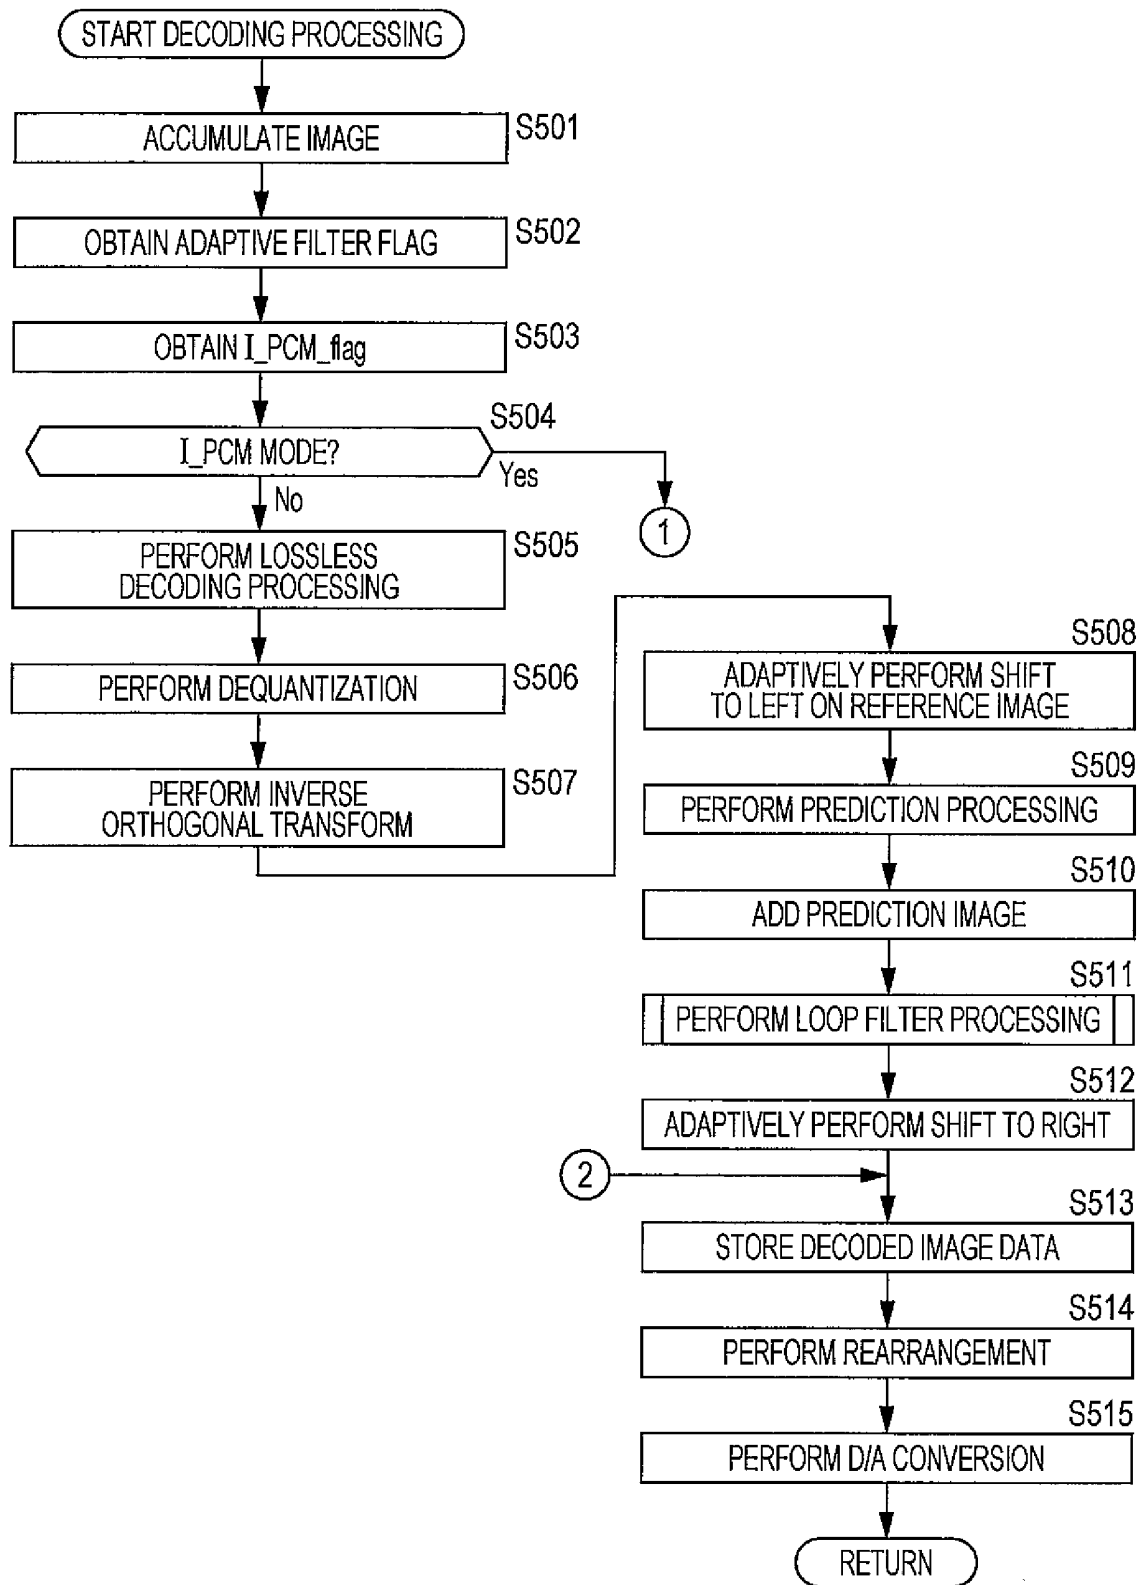 START DECODING PROCESSING
ACCUMULATE IMAGE
S501
OBTAIN ADAPTIVE FILTER FLAG
S502
OBTAIN I_PCM_flag
S503
I_PCM MODE?
S504
Yes
No
1
PERFORM LOSSLESS
DECODING PROCESSING
S505
PERFORM DEQUANTIZATION
S506
PERFORM INVERSE
ORTHOGONAL TRANSFORM
S507
S508
ADAPTIVELY PERFORM SHIFT
TO LEFT ON REFERENCE IMAGE
S509
PERFORM PREDICTION PROCESSING
S510
ADD PREDICTION IMAGE
S511
PERFORM LOOP FILTER PROCESSING
S512
ADAPTIVELY PERFORM SHIFT TO RIGHT
2
S513
STORE DECODED IMAGE DATA
S514
PERFORM REARRANGEMENT
S515
PERFORM D/A CONVERSION
RETURN